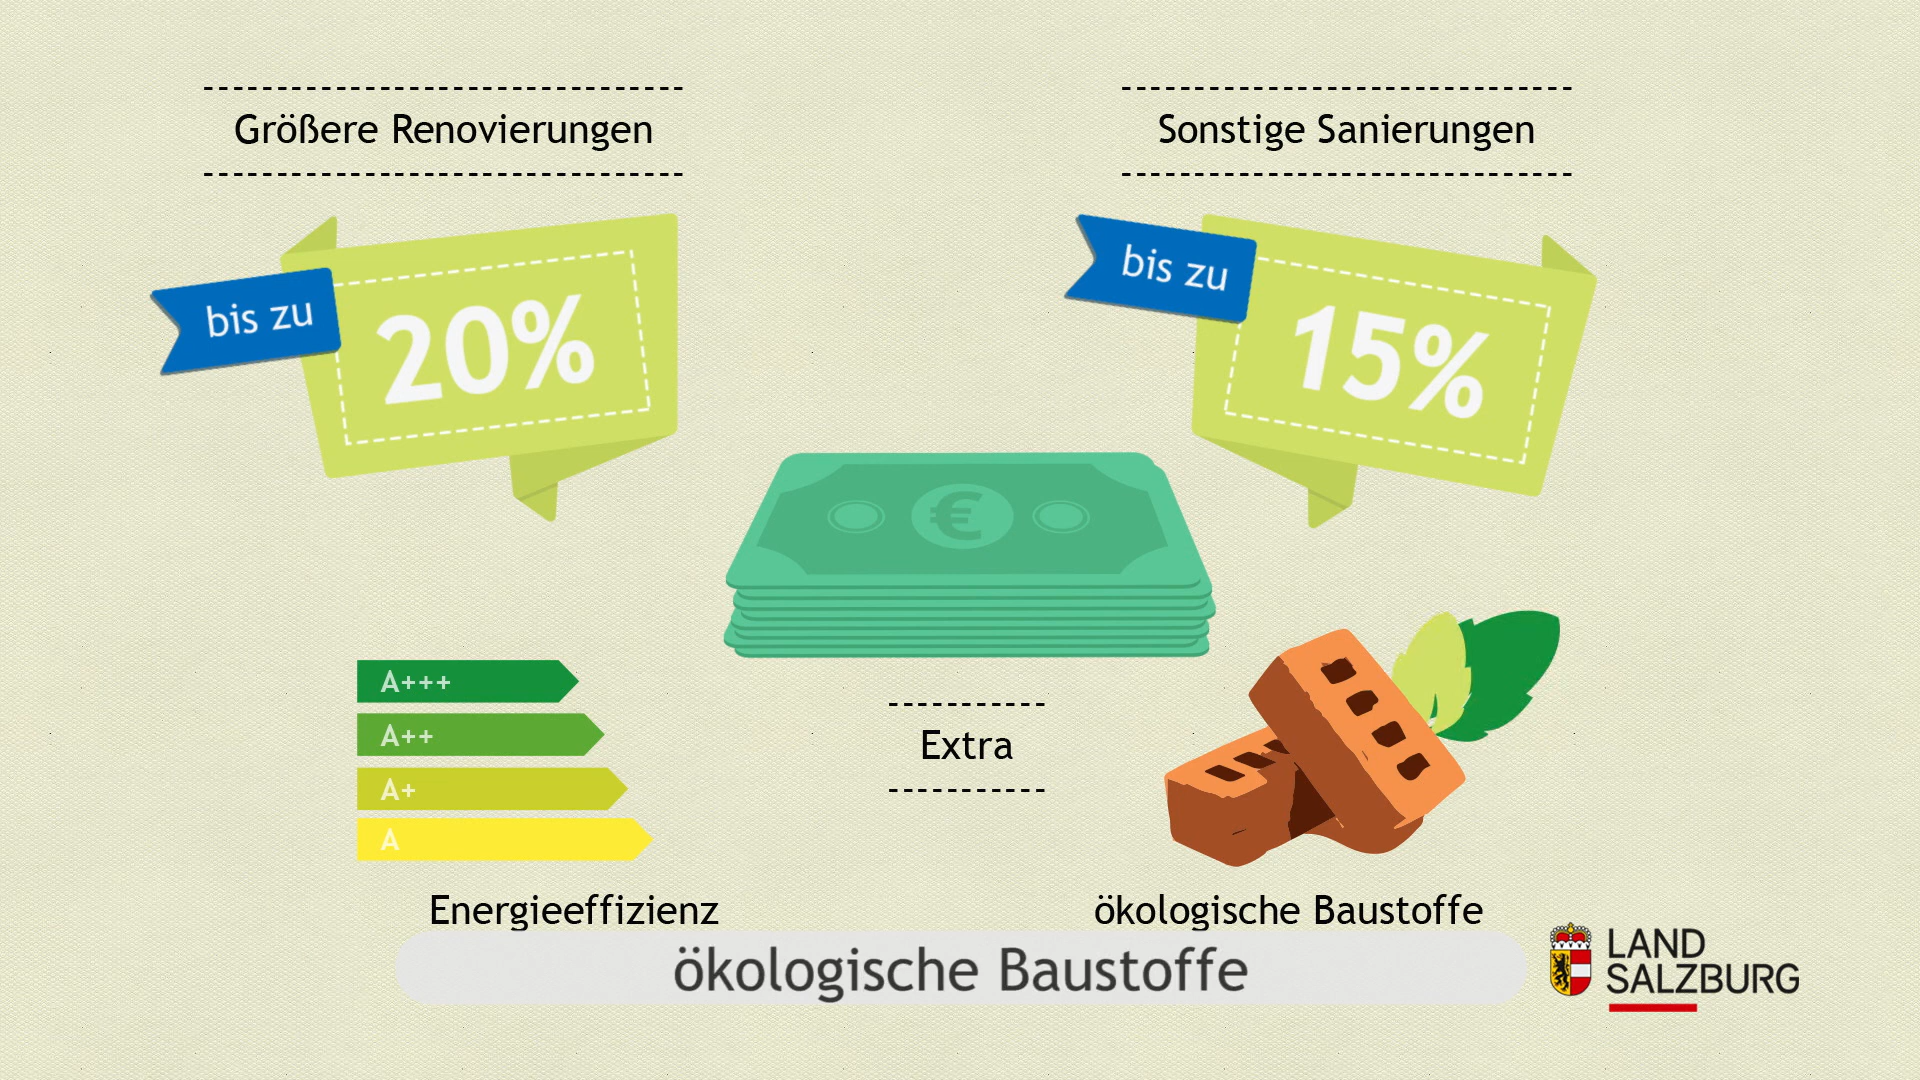 Größere Renovierungen
Sonstige Sanierungen
bis zu
20%
bis zu
15%
€
A+++
A++
A+
A
Extra
Energieeffizienz
ökologische Baustoffe
ökologische Baustoffe
LAND
SALZBURG